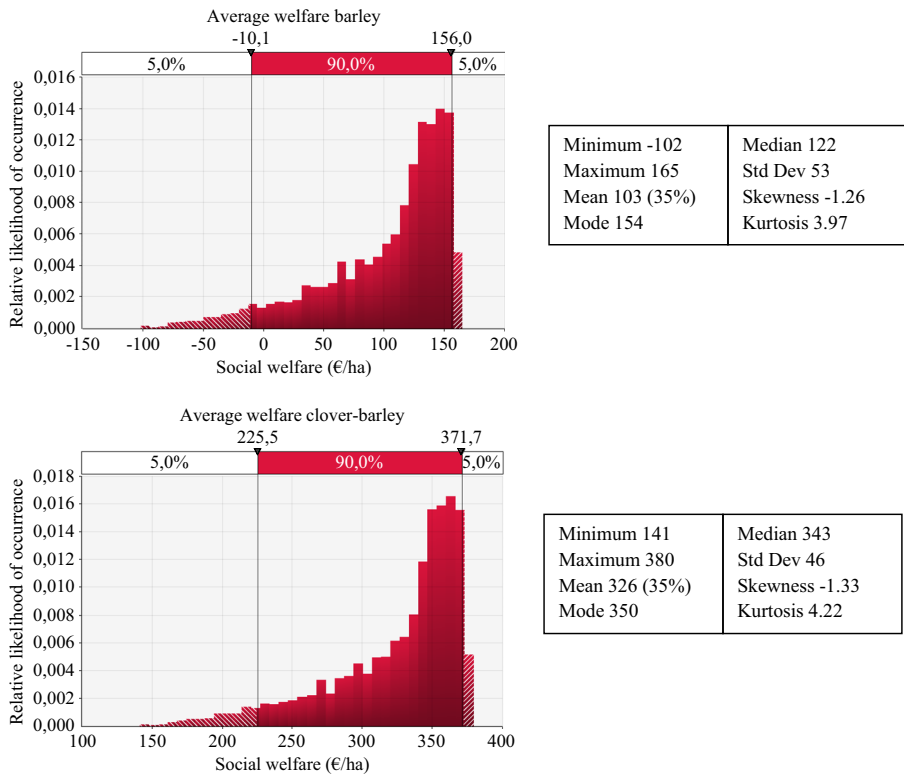 Average welfare barley
-10,1 156,0
5,0% 90,0% 5,0%
0,016
0,014
0,012
0,010
0,008
0,006
0,004
0,002
0,000
Relative likelihood of occurrence
-150 -100 -50 0 50 100 150 200
Social welfare (€/ha)
Minimum -102
Maximum 165
Mean 103 (35%)
Mode 154
Median 122
Std Dev 53
Skewness -1.26
Kurtosis 3.97
Average welfare clover-barley
225,5 371,7
5,0% 90,0% 5,0%
0,018
0,016
0,014
0,012
0,010
0,008
0,006
0,004
0,002
0,000
Relative likelihood of occurrence
100 150 200 250 300 350 400
Social welfare (€/ha)
Minimum 141
Maximum 380
Mean 326 (35%)
Mode 350
Median 343
Std Dev 46
Skewness -1.33
Kurtosis 4.22